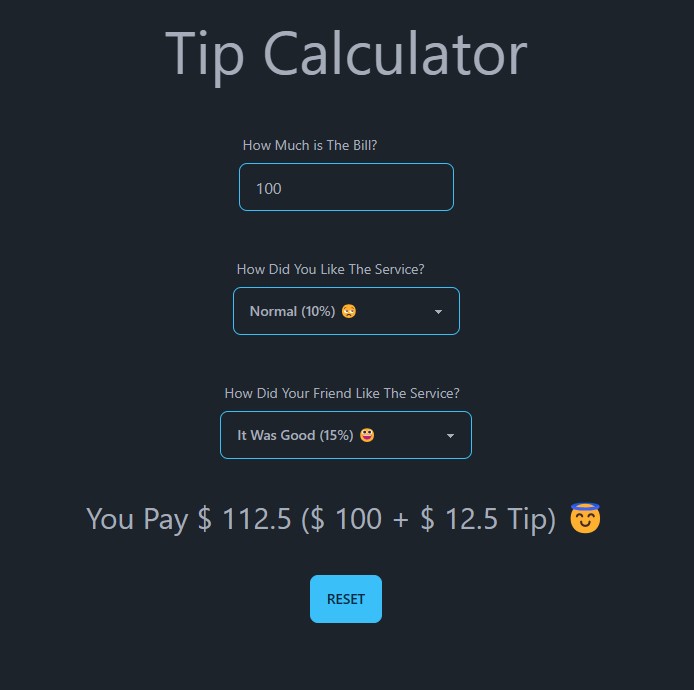 Tip Calculator
How Much is The Bill?
100
How Did You Like The Service?
Normal (10%) 😳
How Did Your Friend Like The Service?
It Was Good (15%) 😀
You Pay $ 112.5 ($ 100 + $ 12.5 Tip) 😇
RESET